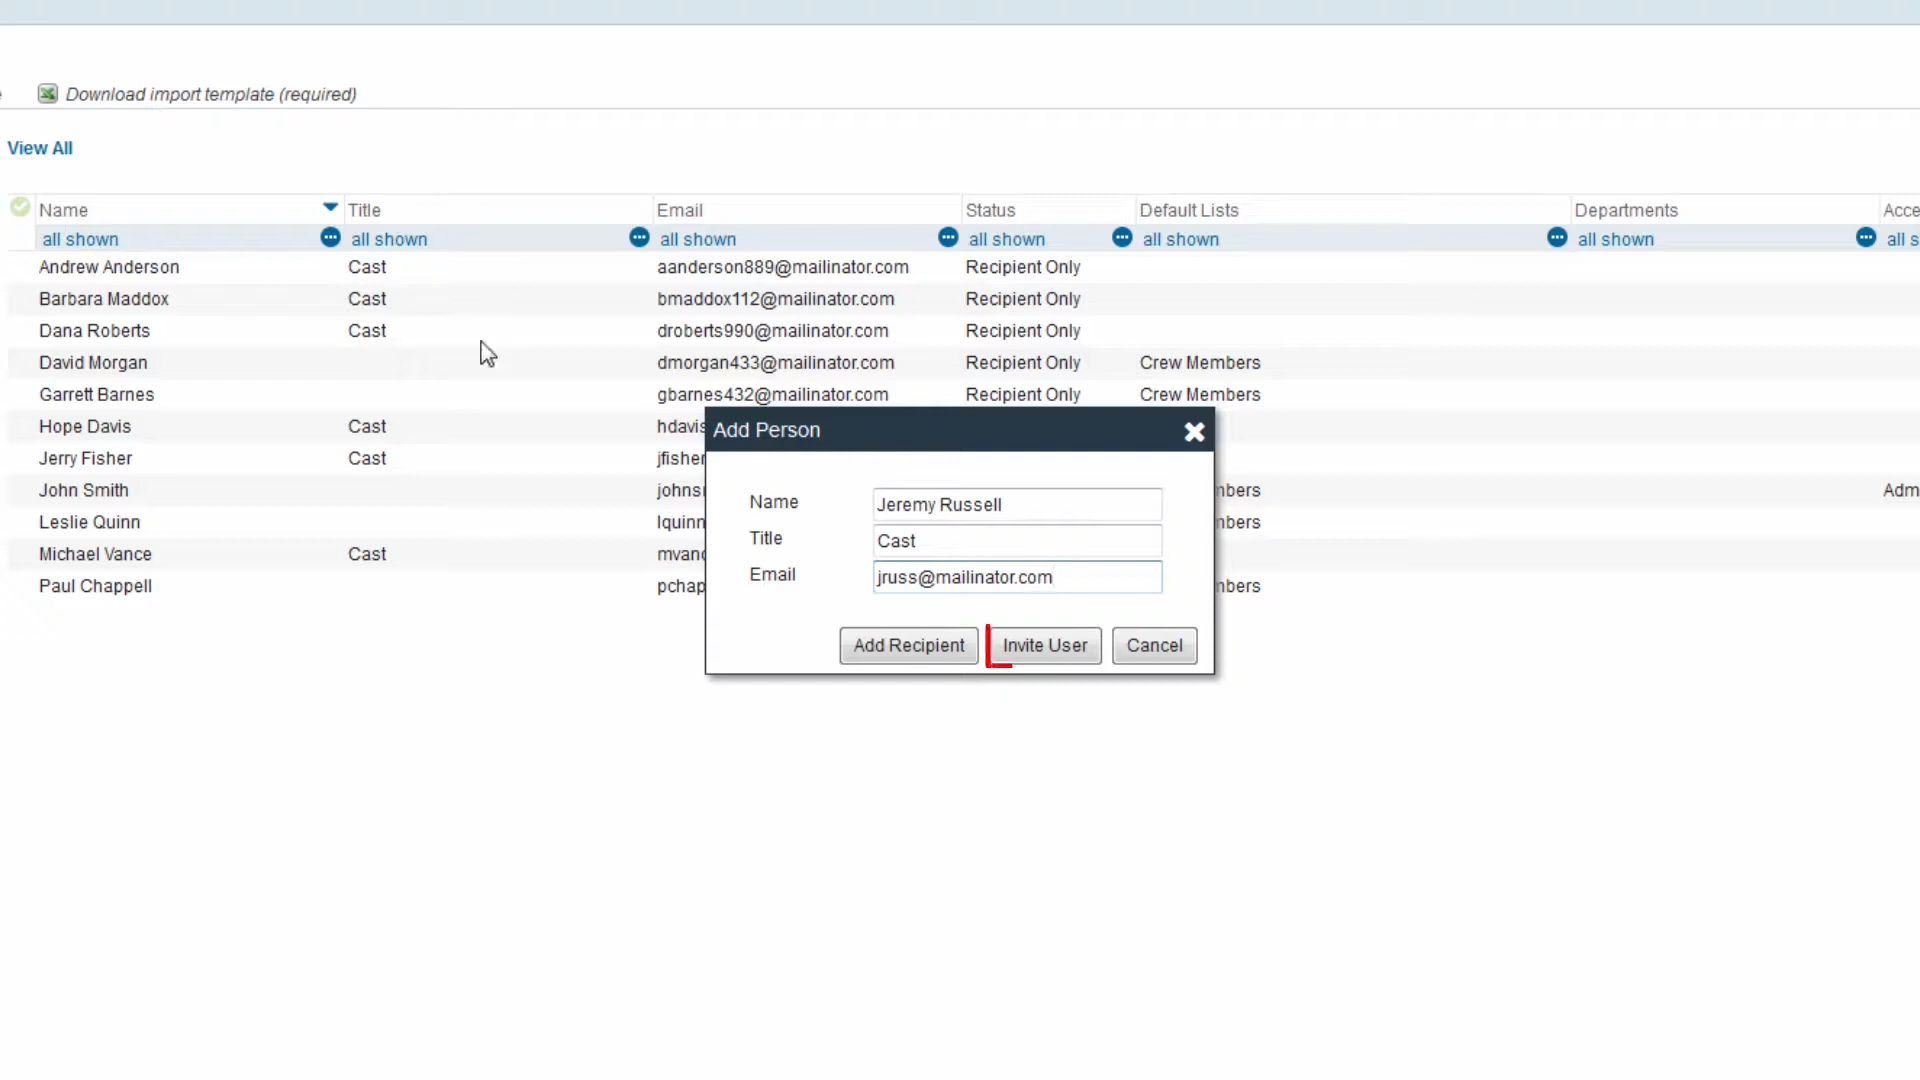 Download import template (required)
View All
Name Title Email Status Default Lists Departments Acce
all shown all shown all shown all shown all shown all shown all s
Andrew Anderson Cast aanderson889@mailinator.com Recipient Only
Barbara Maddox Cast bmaddox112@mailinator.com Recipient Only
Dana Roberts Cast droberts990@mailinator.com Recipient Only
David Morgan dmorgan433@mailinator.com Recipient Only Crew Members
Garrett Barnes gbarnes432@mailinator.com Recipient Only Crew Members
Hope Davis Cast hdavis
Jerry Fisher Cast jfisher
John Smith johns mbers Adm
Leslie Quinn lquinn mbers
Michael Vance Cast mvanc
Paul Chappell pchap mbers
Add Person
Name Jeremy Russell
Title Cast
Email jruss@mailinator.com
Add Recipient Invite User Cancel